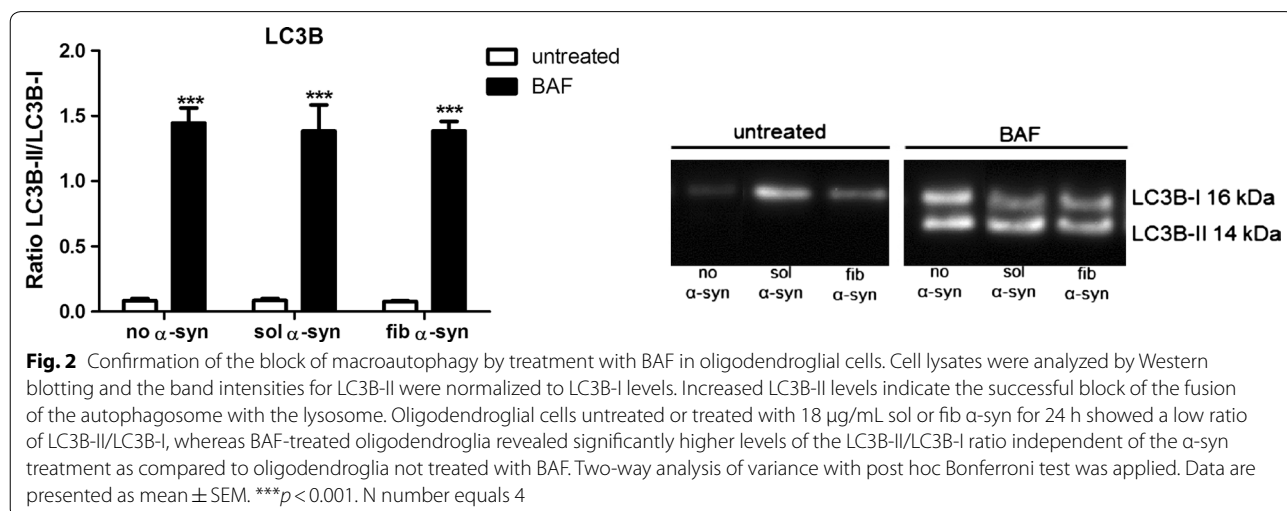 LC3B
2.0
1.5
1.0
0.5
0.0
Ratio LC3B-II/LC3B-I
untreated
BAF
***
***
***
no α-syn
sol α-syn
fib α-syn
untreated
BAF
LC3B-I 16 kDa
LC3B-II 14 kDa
no
α-syn
sol
α-syn
fib
α-syn
no
α-syn
sol
α-syn
fib
α-syn
Fig. 2 Confirmation of the block of macroautophagy by treatment with BAF in oligodendroglial cells. Cell lysates were analyzed by Western
blotting and the band intensities for LC3B-II were normalized to LC3B-I levels. Increased LC3B-II levels indicate the successful block of the fusion
of the autophagosome with the lysosome. Oligodendroglial cells untreated or treated with 18 µg/mL sol or fib α-syn for 24 h showed a low ratio
of LC3B-II/LC3B-I, whereas BAF-treated oligodendroglia revealed significantly higher levels of the LC3B-II/LC3B-I ratio independent of the α-syn
treatment as compared to oligodendroglia not treated with BAF. Two-way analysis of variance with post hoc Bonferroni test was applied. Data are
presented as mean ± SEM. ***p < 0.001. N number equals 4